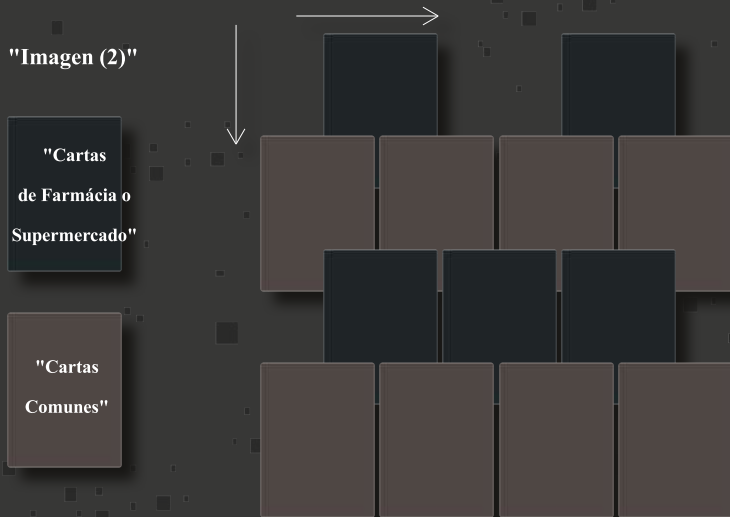 "Imagen (2)"
"Cartas
de Farmácia o
Supermercado"
"Cartas
Comunes"